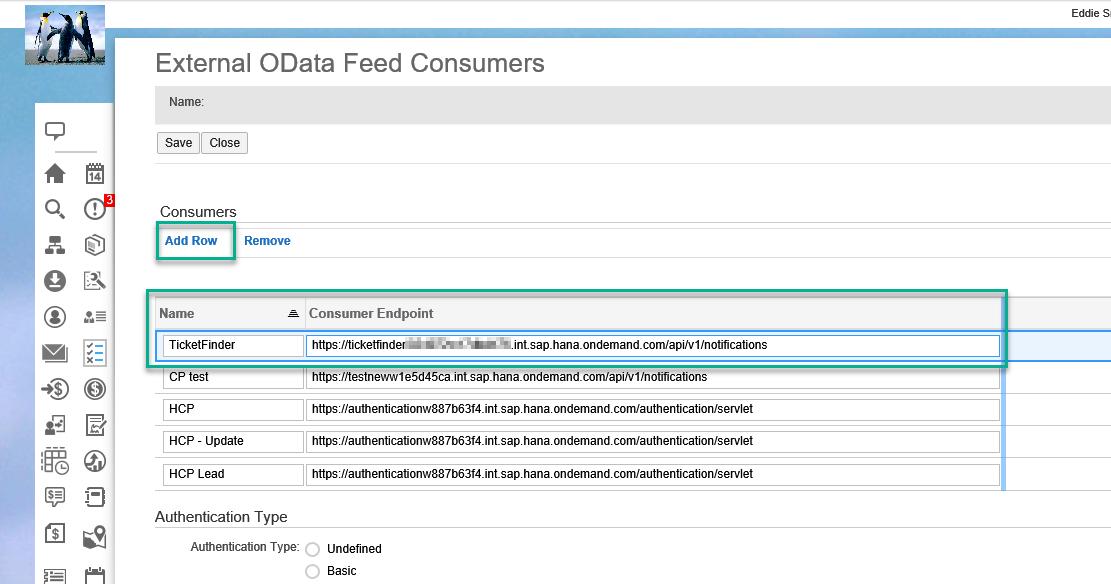 Eddie
External OData Feed Consumers
Name:
Save Close
14
3
Consumers
Add Row Remove
Name Consumer Endpoint
TicketFinder https://ticketfinder .int.sap.hana.ondemand.com/api/v1/notifications
CP test https://testneww1e5d45ca.int.sap.hana.ondemand.com/api/v1/notifications
HCP https://authenticationw887b63f4.int.sap.hana.ondemand.com/authentication/servlet
HCP - Update https://authenticationw887b63f4.int.sap.hana.ondemand.com/authentication/servlet
HCP Lead https://authenticationw887b63f4.int.sap.hana.ondemand.com/authentication/servlet
Authentication Type
Authentication Type: Undefined
Basic